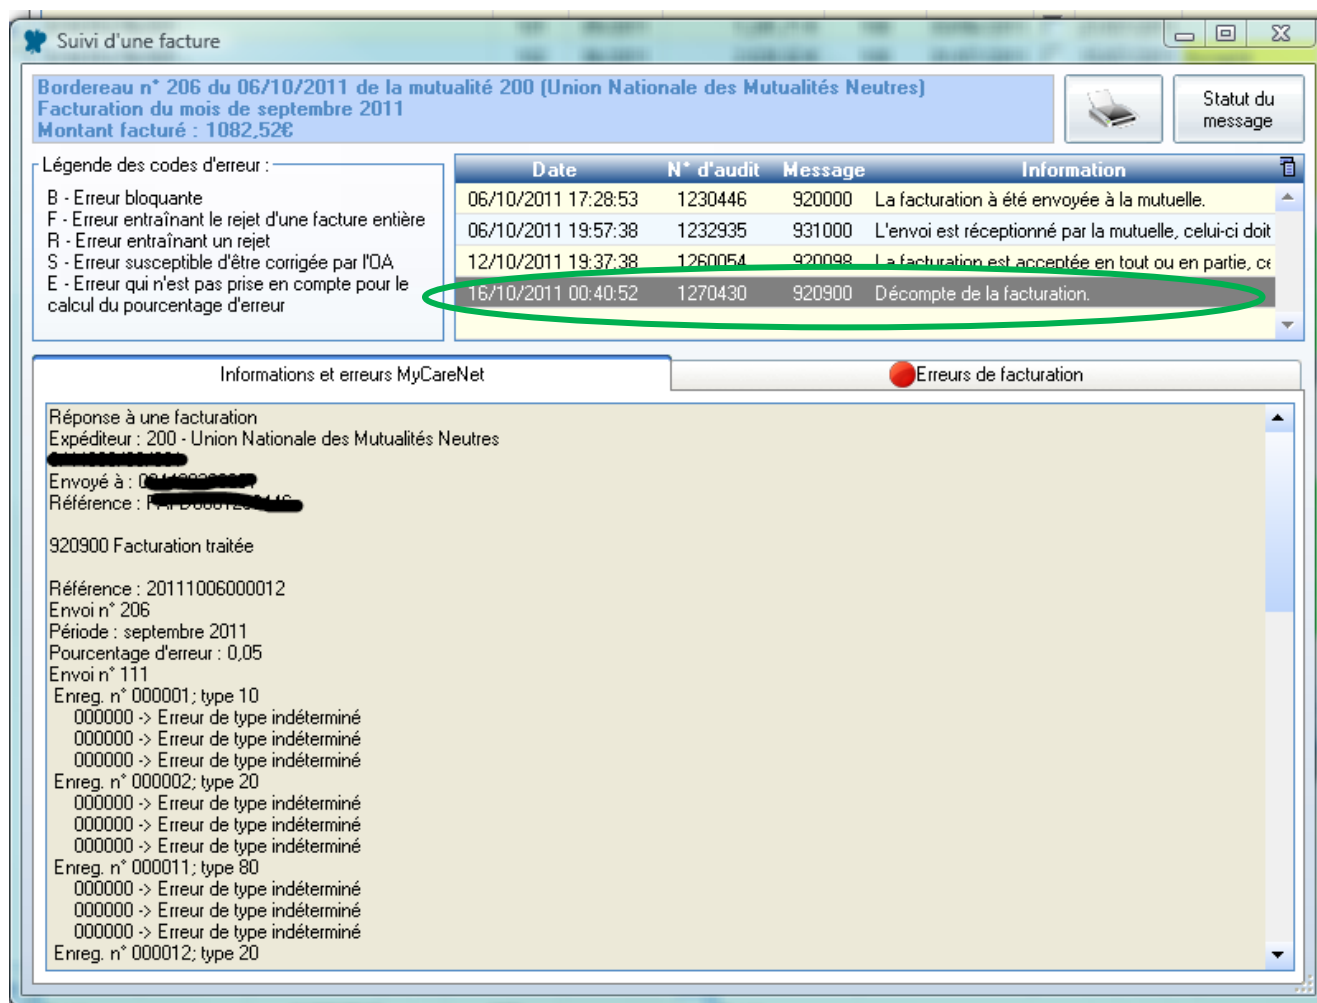 Suivi d'une facture
Bordereau n° 206 du 06/10/2011 de la mutualité 200 (Union Nationale des Mutualités Neutres)
Facturation du mois de septembre 2011
Montant facturé : 1082,52€
Statut du
message
Légende des codes d'erreur :
B - Erreur bloquante
F - Erreur entraînant le rejet d'une facture entière
R - Erreur entraînant un rejet
S - Erreur susceptible d'être corrigée par l'OA
E - Erreur qui n'est pas prise en compte pour le
calcul du pourcentage d'erreur
Date N° d'audit Message Information
06/10/2011 17:28:53 1230446 920000 La facturation à été envoyée à la mutuelle.
06/10/2011 19:57:38 1232935 931000 L'envoi est réceptionné par la mutuelle, celui-ci doit
12/10/2011 19:37:38 1260054 920098 La facturation est acceptée en tout ou en partie, ce
16/10/2011 00:40:52 1270430 920900 Décompte de la facturation.
Informations et erreurs MyCareNet
Erreurs de facturation
Réponse à une facturation
Expéditeur : 200 - Union Nationale des Mutualités Neutres
Envoyé à :
Référence :
920900 Facturation traitée
Référence : 20111006000012
Envoi n° 206
Période : septembre 2011
Pourcentage d'erreur : 0,05
Envoi n° 111
Enreg. n° 000001; type 10
000000 -> Erreur de type indéterminé
000000 -> Erreur de type indéterminé
000000 -> Erreur de type indéterminé
Enreg. n° 000002; type 20
000000 -> Erreur de type indéterminé
000000 -> Erreur de type indéterminé
000000 -> Erreur de type indéterminé
Enreg. n° 000011; type 80
000000 -> Erreur de type indéterminé
000000 -> Erreur de type indéterminé
000000 -> Erreur de type indéterminé
Enreg. n° 000012; type 20